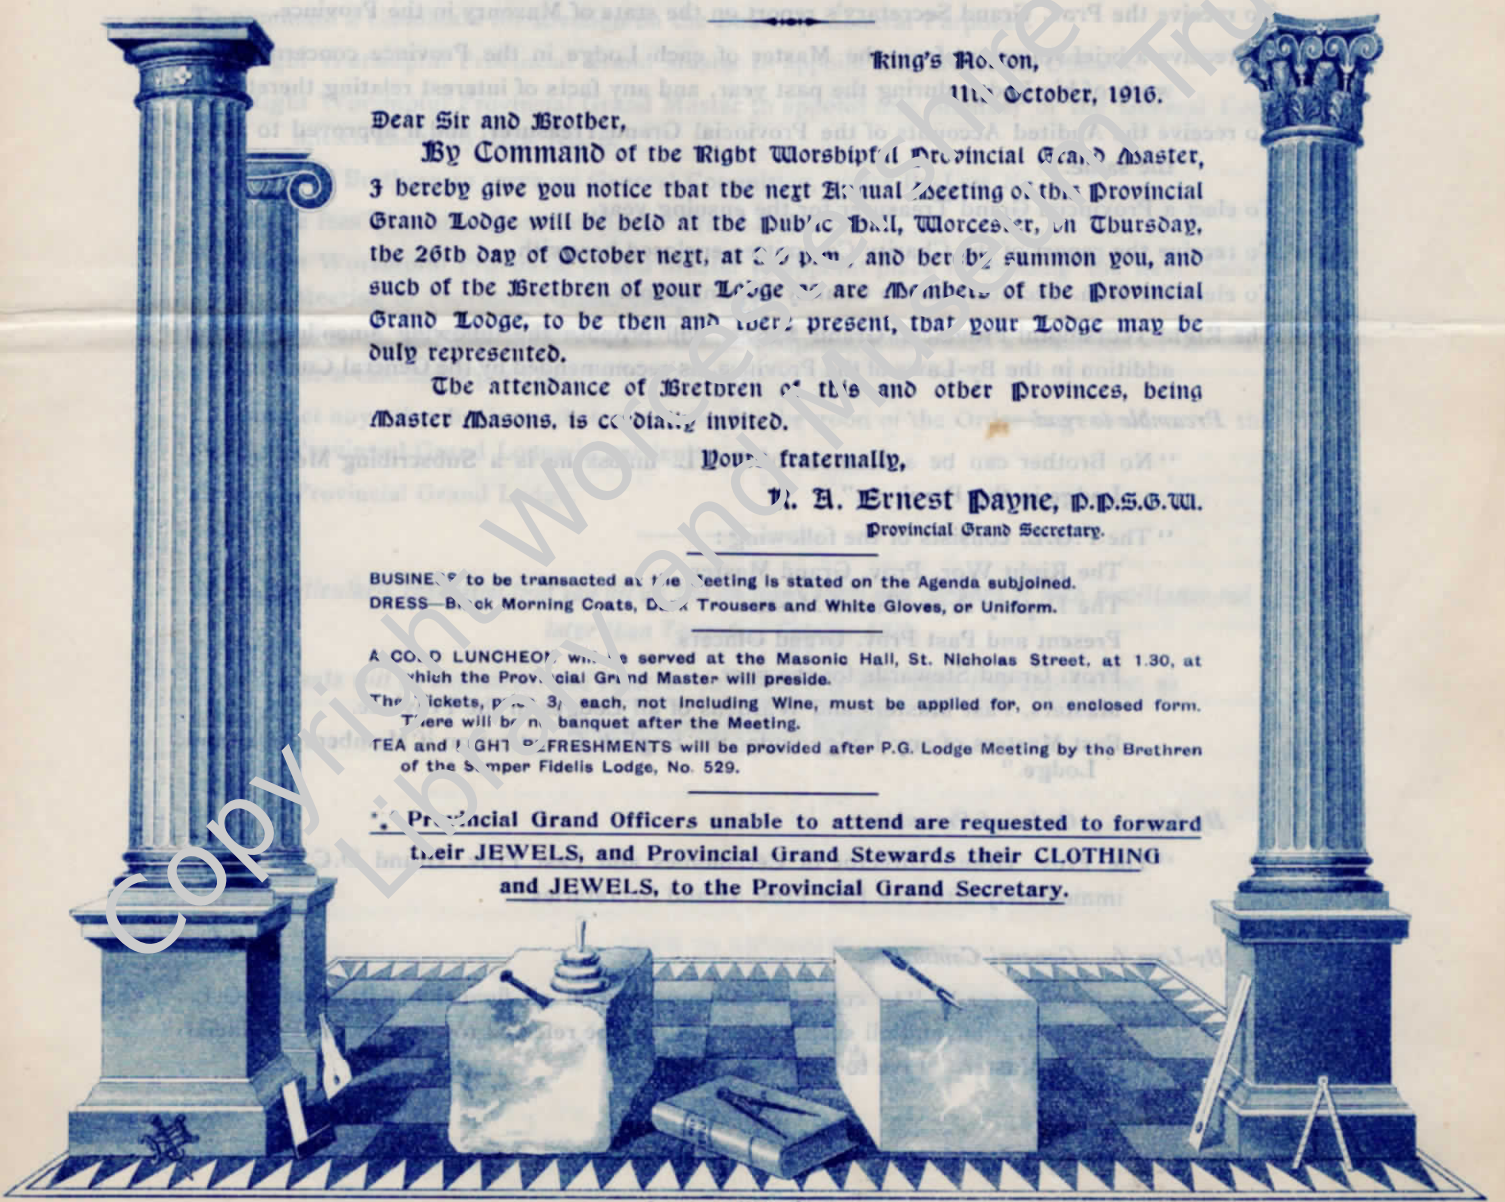 King's Norton,
11th October, 1916.
Dear Sir and Brother,
By Command of the Right Worshipful Provincial Grand Master,
I hereby give you notice that the next Annual Meeting of this Provincial
Grand Lodge will be held at the Public Hall, Worcester, on Thursday,
the 26th day of October next, at p.m., and hereby summon you, and
such of the Brethren of your Lodge as are Members of the Provincial
Grand Lodge, to be then and there present, that your Lodge may be
duly represented.
The attendance of Brethren of this and other Provinces, being
Master Masons, is cordially invited.
Yours fraternally,
A. Ernest Payne, P.P.S.G.W.
Provincial Grand Secretary.
BUSINESS to be transacted at the Meeting is stated on the Agenda subjoined.
DRESS—Black Morning Coats, Dark Trousers and White Gloves, or Uniform.
A COLD LUNCHEON will be served at the Masonic Hall, St. Nicholas Street, at 1.30, at
which the Provincial Grand Master will preside.
The Tickets, price 3/- each, not including Wine, must be applied for, on enclosed form.
There will be no banquet after the Meeting.
TEA and LIGHT REFRESHMENTS will be provided after P.G. Lodge Meeting by the Brethren
of the Semper Fidelis Lodge, No. 529.
Provincial Grand Officers unable to attend are requested to forward
their JEWELS, and Provincial Grand Stewards their CLOTHING
and JEWELS, to the Provincial Grand Secretary.
Copyright Worcestershire
Library and Museum